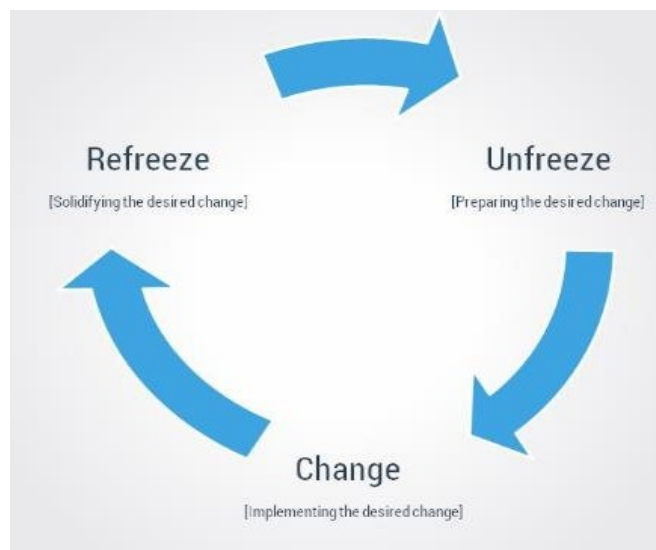 Refreeze
[Solidifying the desired change]
Unfreeze
[Preparing the desired change]
Change
[Implementing the desired change]